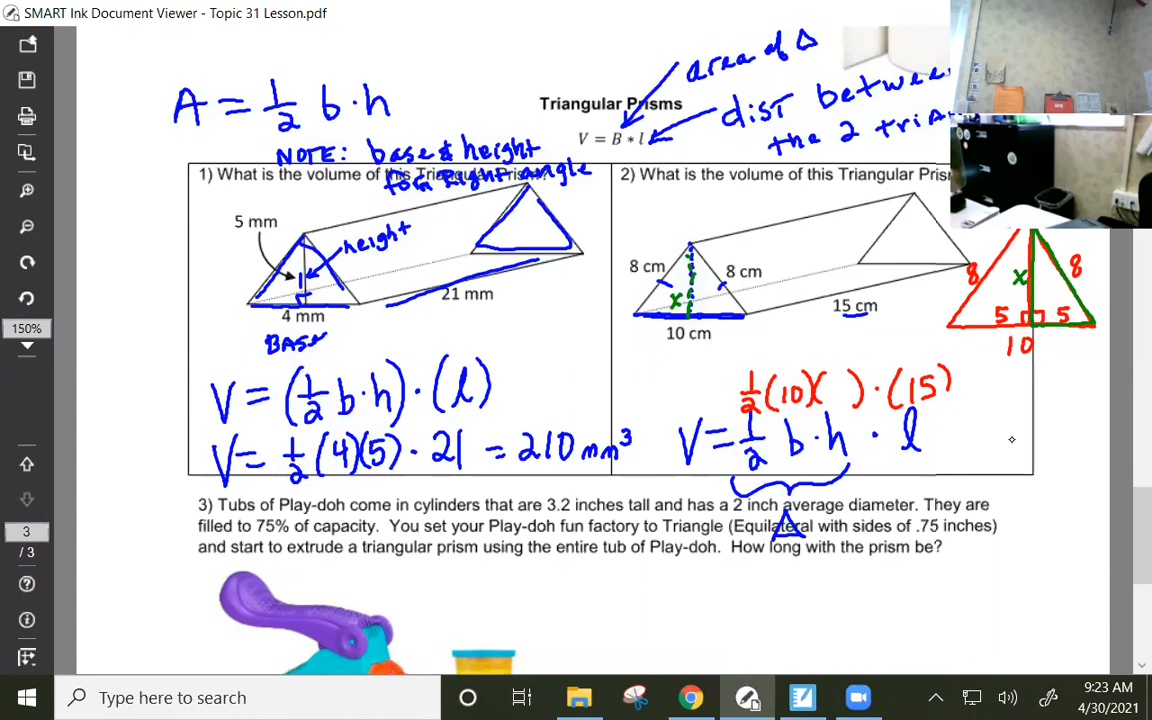 SMART Ink Document Viewer - Topic 31 Lesson.pdf
area of Δ
A = 1/2 b·h
Triangular Prisms
dist between
the 2 tria
V = B * l
NOTE: base & height
form right angle
1) What is the volume of this Triangular Prism
2) What is the volume of this Triangular Pris
5 mm
height
21 mm
4 mm
BASE
8 cm
8 cm
x
15 cm
10 cm
8
x
8
5
5
10
V = (1/2 b·h)·(l)
V = 1/2 (4)(5)·21 = 210 mm³
1/2 (10)( )·(15)
V = 1/2 b·h · l
3) Tubs of Play-doh come in cylinders that are 3.2 inches tall and has a 2 inch average diameter. They are
filled to 75% of capacity. You set your Play-doh fun factory to Triangle (Equilateral with sides of .75 inches)
and start to extrude a triangular prism using the entire tub of Play-doh. How long with the prism be?
Δ
150%
3
/ 3
Type here to search
9:23 AM
4/30/2021